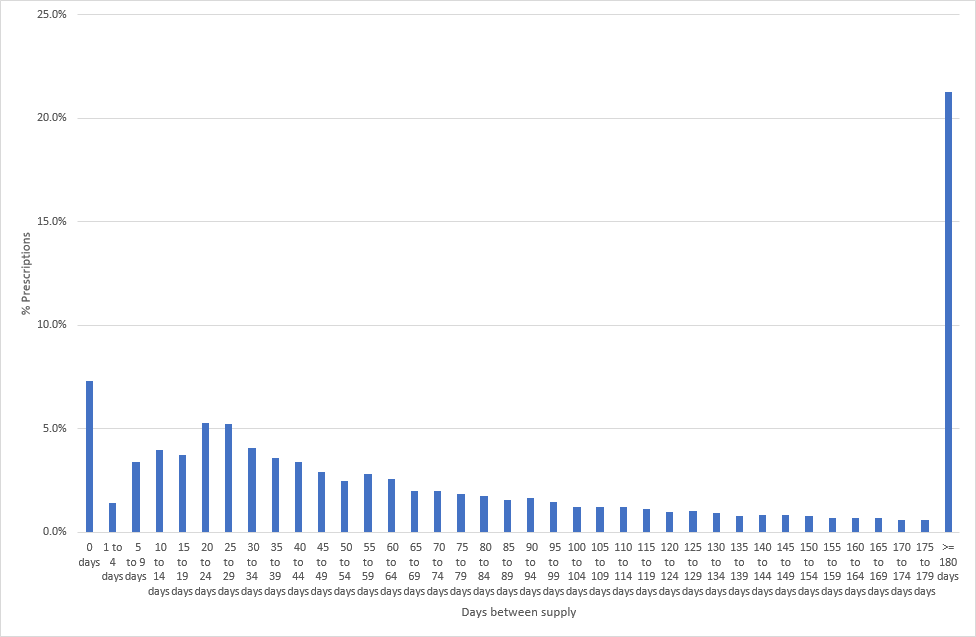 25.0%
20.0%
15.0%
10.0%
5.0%
0.0%
% Prescriptions
0 days
1 to 4 days
5 to 9 days
10 to 14 days
15 to 19 days
20 to 24 days
25 to 29 days
30 to 34 days
35 to 39 days
40 to 44 days
45 to 49 days
50 to 54 days
55 to 59 days
60 to 64 days
65 to 69 days
70 to 74 days
75 to 79 days
80 to 84 days
85 to 89 days
90 to 94 days
95 to 99 days
100 to 104 days
105 to 109 days
110 to 114 days
115 to 119 days
120 to 124 days
125 to 129 days
130 to 134 days
135 to 139 days
140 to 144 days
145 to 149 days
150 to 154 days
155 to 159 days
160 to 164 days
165 to 169 days
170 to 174 days
175 to 179 days
>= 180 days
Days between supply